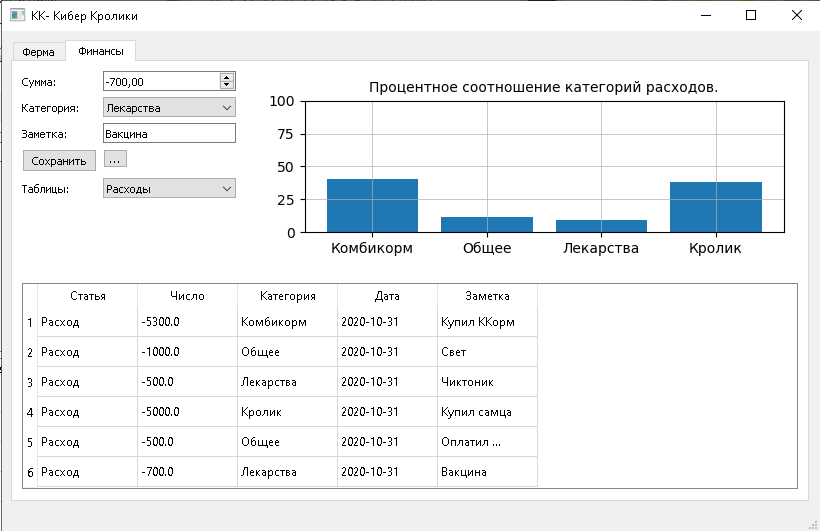 КК- Кибер Кролики
Ферма Финансы
Сумма: -700,00
Категория: Лекарства
Заметка: Вакцина
Сохранить ...
Таблицы: Расходы
Процентное соотношение категорий расходов.
100
75
50
25
0
Комбикорм Общее Лекарства Кролик
Статья Число Категория Дата Заметка
1 Расход -5300.0 Комбикорм 2020-10-31 Купил ККорм
2 Расход -1000.0 Общее 2020-10-31 Свет
3 Расход -500.0 Лекарства 2020-10-31 Чиктоник
4 Расход -5000.0 Кролик 2020-10-31 Купил самца
5 Расход -500.0 Общее 2020-10-31 Оплатил ...
6 Расход -700.0 Лекарства 2020-10-31 Вакцина